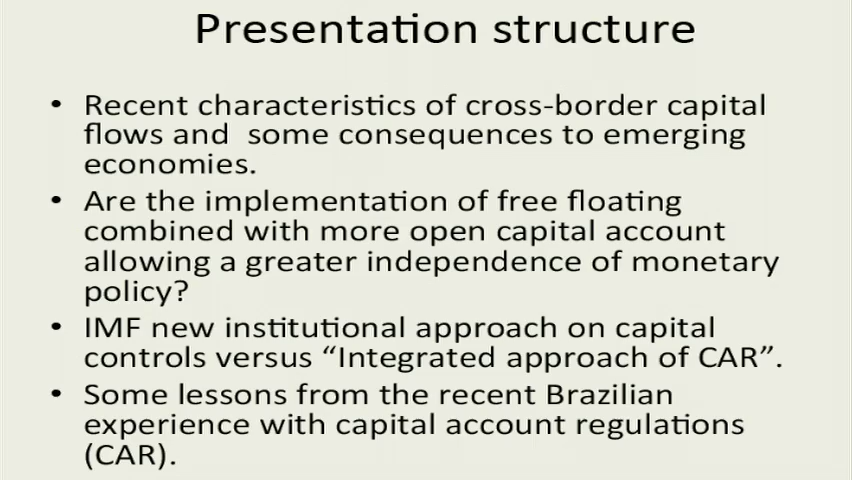 Presentation structure
• Recent characteristics of cross-border capital
flows and some consequences to emerging
economies.
• Are the implementation of free floating
combined with more open capital account
allowing a greater independence of monetary
policy?
• IMF new institutional approach on capital
controls versus “Integrated approach of CAR”.
• Some lessons from the recent Brazilian
experience with capital account regulations
(CAR).